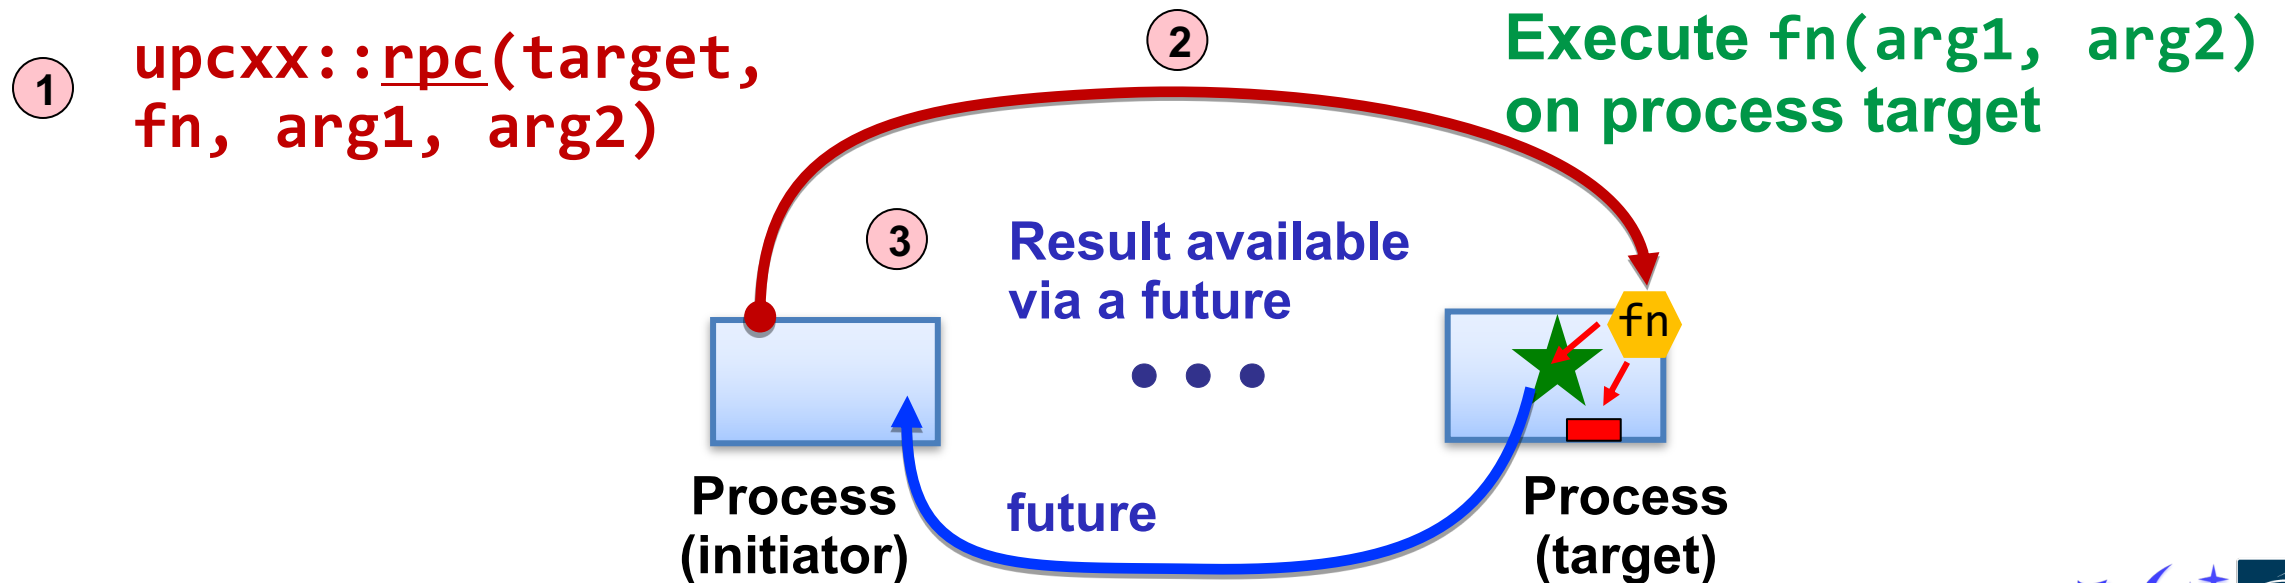 1
upcxx::rpc(target,
fn, arg1, arg2)
2
Execute fn(arg1, arg2)
on process target
3
Result available
via a future
fn
Process
(initiator)
future
Process
(target)